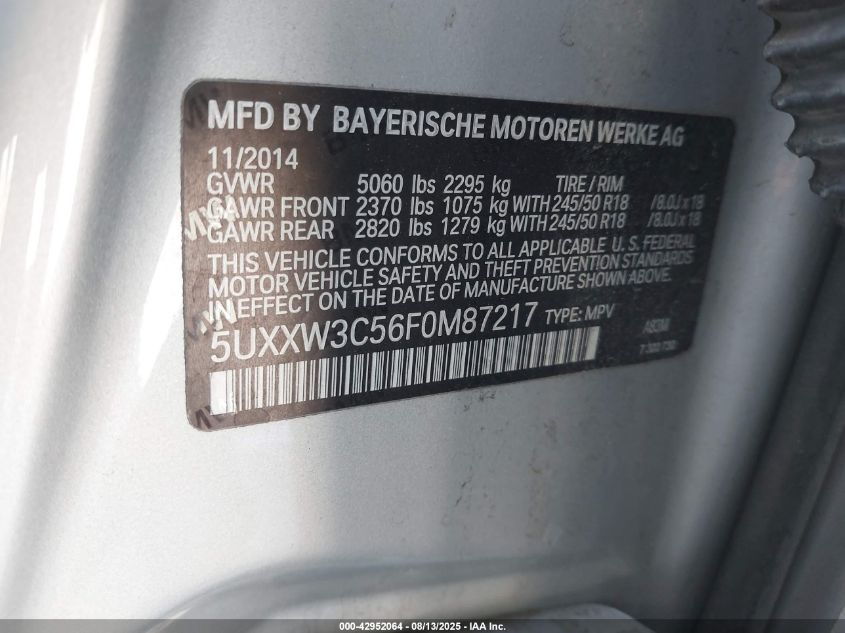 MFD BY BAYERISCHE MOTOREN WERKE AG
11/2014
GVWR 5060 lbs 2295 kg TIRE / RIM
GAWR FRONT 2370 lbs 1075 kg WITH 245/50 R18 /8.0J x 18
GAWR REAR 2820 lbs 1279 kg WITH 245/50 R18 /8.0J x 18
THIS VEHICLE CONFORMS TO ALL APPLICABLE U. S. FEDERAL
MOTOR VEHICLE SAFETY AND THEFT PREVENTION STANDARDS
IN EFFECT ON THE DATE OF MANUFACTURE SHOWN ABOVE.
5UXXW3C56F0M87217 TYPE: MPV A83M
000-42952064 - 08/13/2025 - IAA Inc.